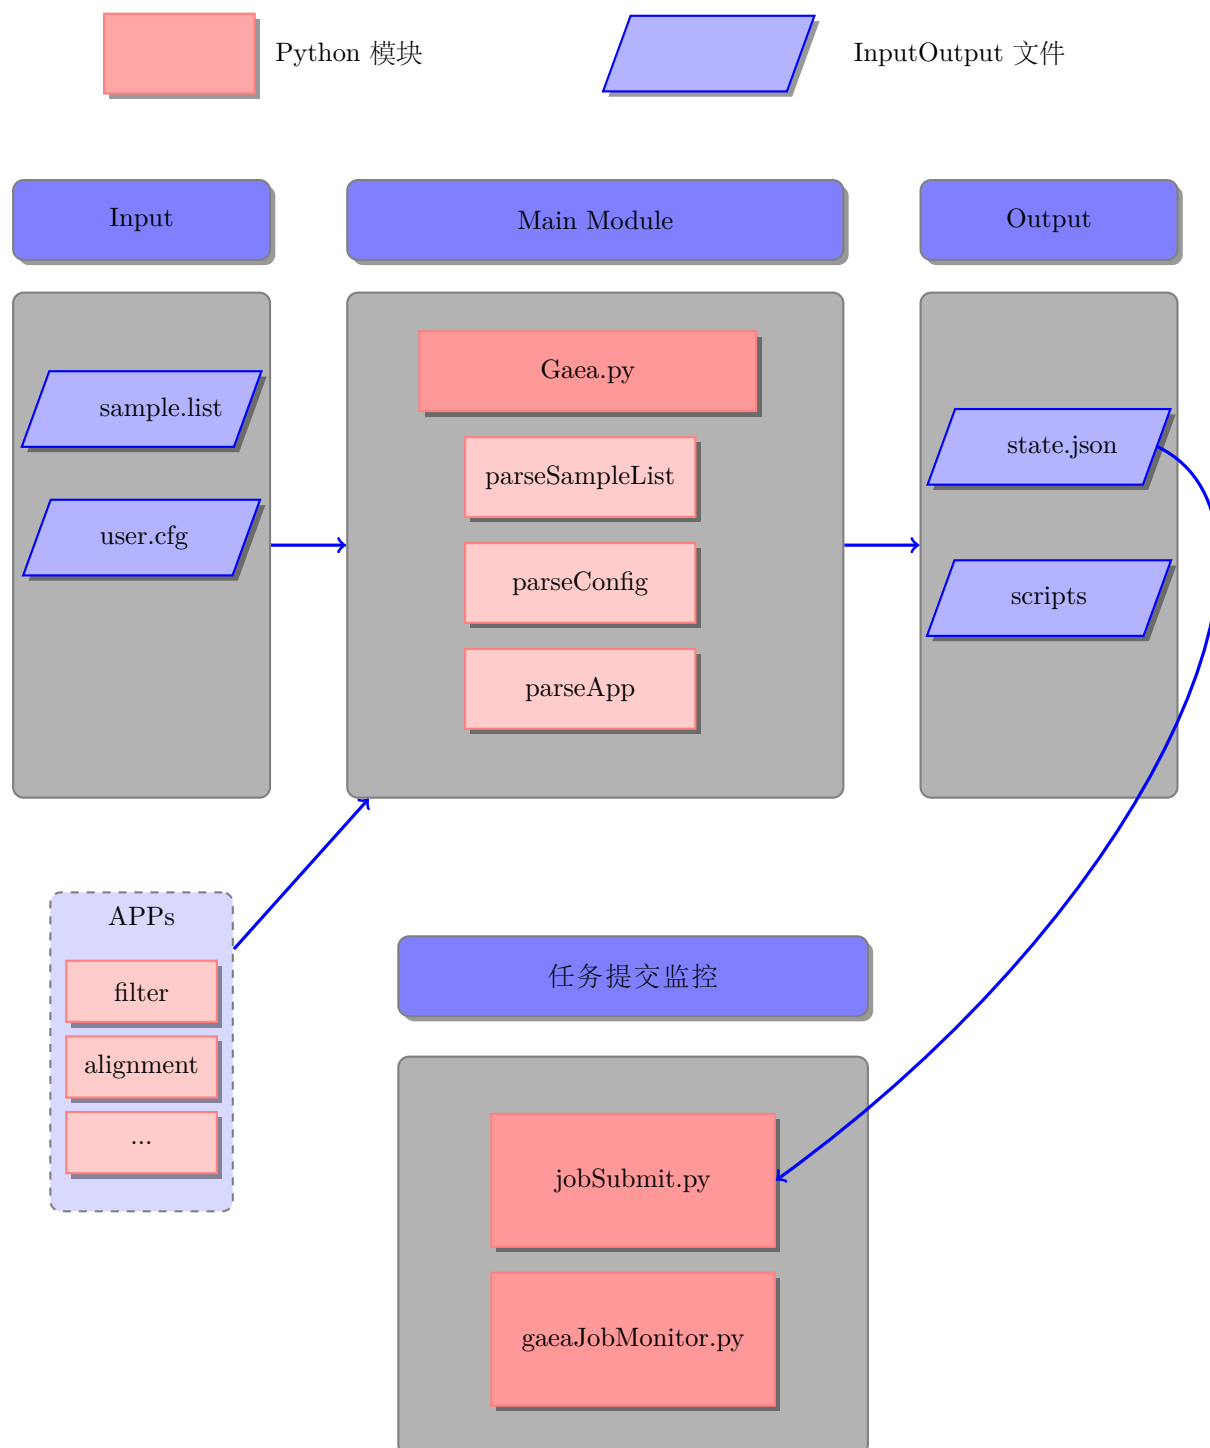 Python 模块
InputOutput 文件
Input
Main Module
Output
sample.list
user.cfg
Gaea.py
parseSampleList
parseConfig
parseApp
state.json
scripts
APPs
filter
alignment
...
任务提交监控
jobSubmit.py
gaeaJobMonitor.py